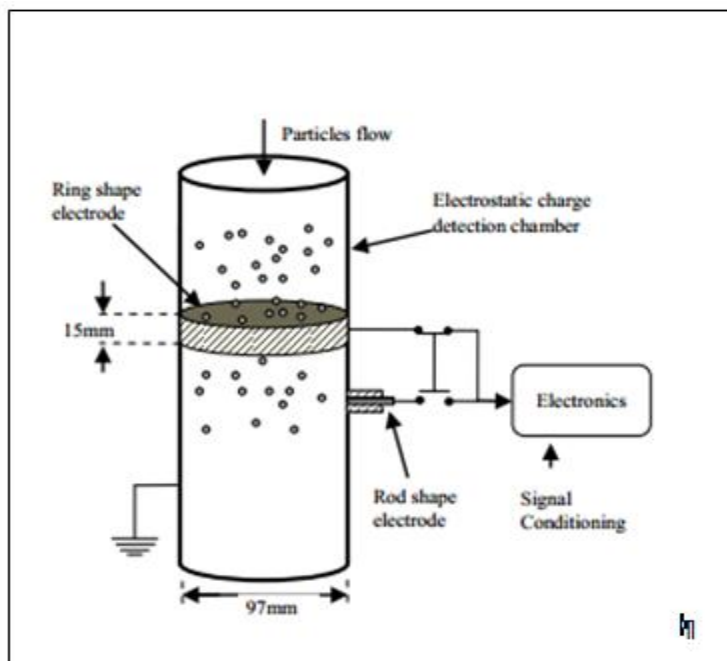 Particles flow
Ring shape
electrode
Electrostatic charge
detection chamber
15mm
Electronics
Rod shape
electrode
Signal
Conditioning
97mm
¶